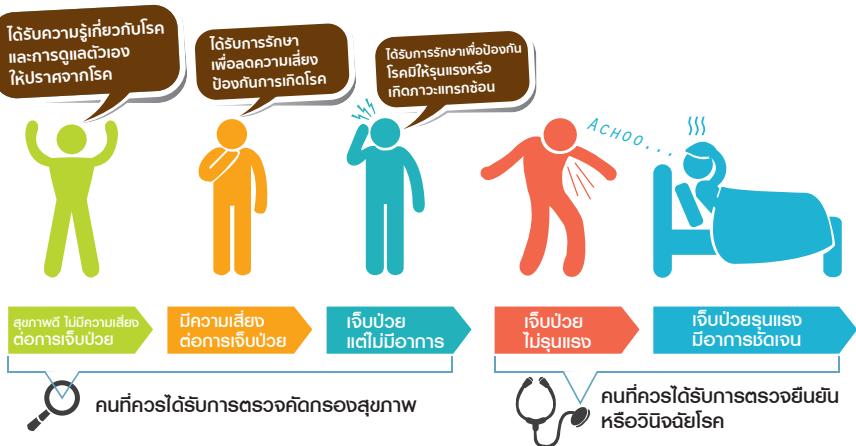 ได้รับความรู้เกี่ยวกับโรค
และการดูแลตัวเอง
ให้ปราศจากโรค
ได้รับการรักษา
เพื่อลดความเสี่ยง
ป้องกันการเกิดโรค
ได้รับการรักษาเพื่อป้องกัน
โรคมิให้รุนแรงหรือ
เกิดภาวะแทรกซ้อน
ACHOO...
สุขภาพดี ไม่มีความเสี่ยง
ต่อการเจ็บป่วย
มีความเสี่ยง
ต่อการเจ็บป่วย
เจ็บป่วย
แต่ไม่มีอาการ
เจ็บป่วย
ไม่รุนแรง
เจ็บป่วยรุนแรง
มีอาการชัดเจน
คนที่ควรได้รับการตรวจคัดกรองสุขภาพ
คนที่ควรได้รับการตรวจยืนยัน
หรือวินิจฉัยโรค